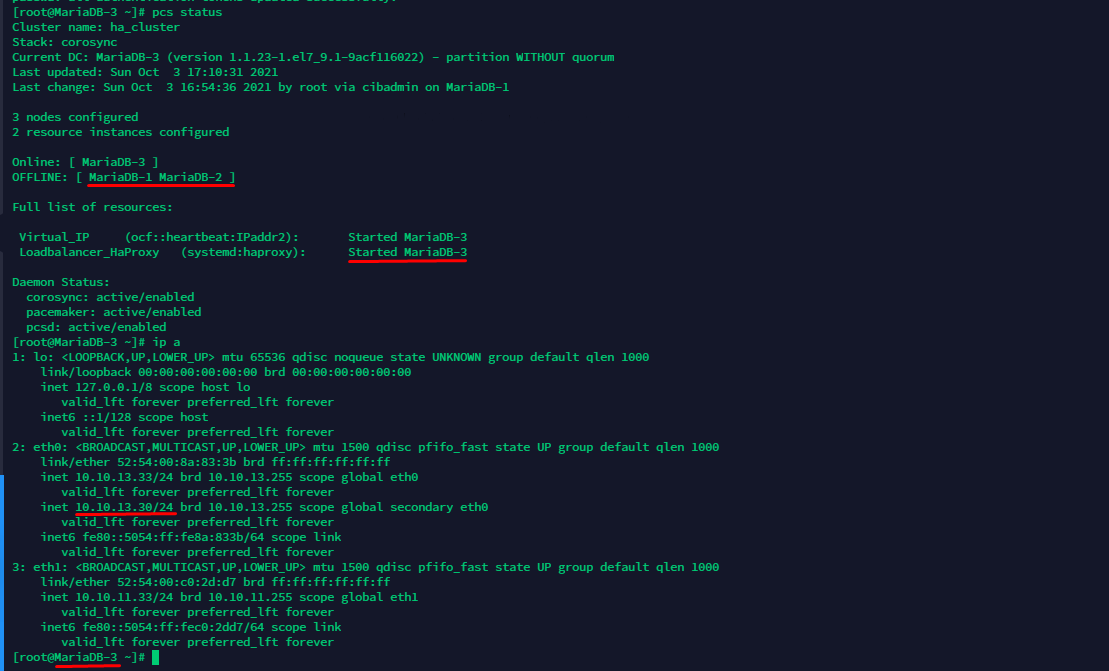 [root@MariaDB-3 ~]# pcs status
Cluster name: ha_cluster
Stack: corosync
Current DC: MariaDB-3 (version 1.1.23-1.el7_9.1-9acf116022) - partition WITHOUT quorum
Last updated: Sun Oct  3 17:10:31 2021
Last change: Sun Oct  3 16:54:36 2021 by root via cibadmin on MariaDB-1

3 nodes configured
2 resource instances configured

Online: [ MariaDB-3 ]
OFFLINE: [ MariaDB-1 MariaDB-2 ]

Full list of resources:

 Virtual_IP     (ocf::heartbeat:IPaddr2):       Started MariaDB-3
 Loadbalancer_HaProxy   (systemd:haproxy):      Started MariaDB-3

Daemon Status:
  corosync: active/enabled
  pacemaker: active/enabled
  pcsd: active/enabled
[root@MariaDB-3 ~]# ip a
1: lo: <LOOPBACK,UP,LOWER_UP> mtu 65536 qdisc noqueue state UNKNOWN group default qlen 1000
    link/loopback 00:00:00:00:00:00 brd 00:00:00:00:00:00
    inet 127.0.0.1/8 scope host lo
       valid_lft forever preferred_lft forever
    inet6 ::1/128 scope host
       valid_lft forever preferred_lft forever
2: eth0: <BROADCAST,MULTICAST,UP,LOWER_UP> mtu 1500 qdisc pfifo_fast state UP group default qlen 1000
    link/ether 52:54:00:8a:83:3b brd ff:ff:ff:ff:ff:ff
    inet 10.10.13.33/24 brd 10.10.13.255 scope global eth0
       valid_lft forever preferred_lft forever
    inet 10.10.13.30/24 brd 10.10.13.255 scope global secondary eth0
       valid_lft forever preferred_lft forever
    inet6 fe80::5054:ff:fe8a:833b/64 scope link
       valid_lft forever preferred_lft forever
3: eth1: <BROADCAST,MULTICAST,UP,LOWER_UP> mtu 1500 qdisc pfifo_fast state UP group default qlen 1000
    link/ether 52:54:00:c0:2d:d7 brd ff:ff:ff:ff:ff:ff
    inet 10.10.11.33/24 brd 10.10.11.255 scope global eth1
       valid_lft forever preferred_lft forever
    inet6 fe80::5054:ff:fec0:2dd7/64 scope link
       valid_lft forever preferred_lft forever
[root@MariaDB-3 ~]#